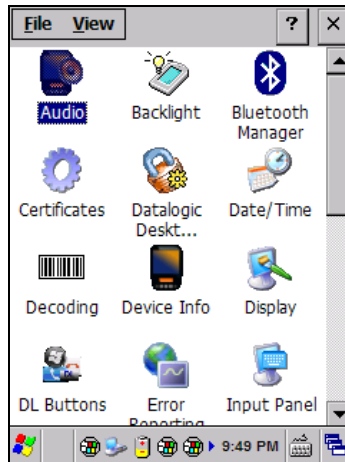 File View ? ×
Audio Backlight Bluetooth
Manager
Certificates Datalogic Date/Time
Deskt...
Decoding Device Info Display
DL Buttons Error Input Panel
Reporting
9:49 PM